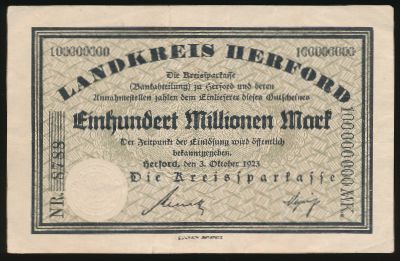 100000000
100000000
LANDKREIS HERFORD
Die Kreissparkasse
(Bankabteilung) zu Herford und deren
Annahmestellen zahlen dem Einlieferer dieses Gutscheines
Einhundert Millionen Mark
Der Zeitpunkt der Einlösung wird öffentlich
bekanntgegeben.
Herford, den 3. Oktober 1923
Die Kreissparkasse
NR. 8788
100000000 MK.